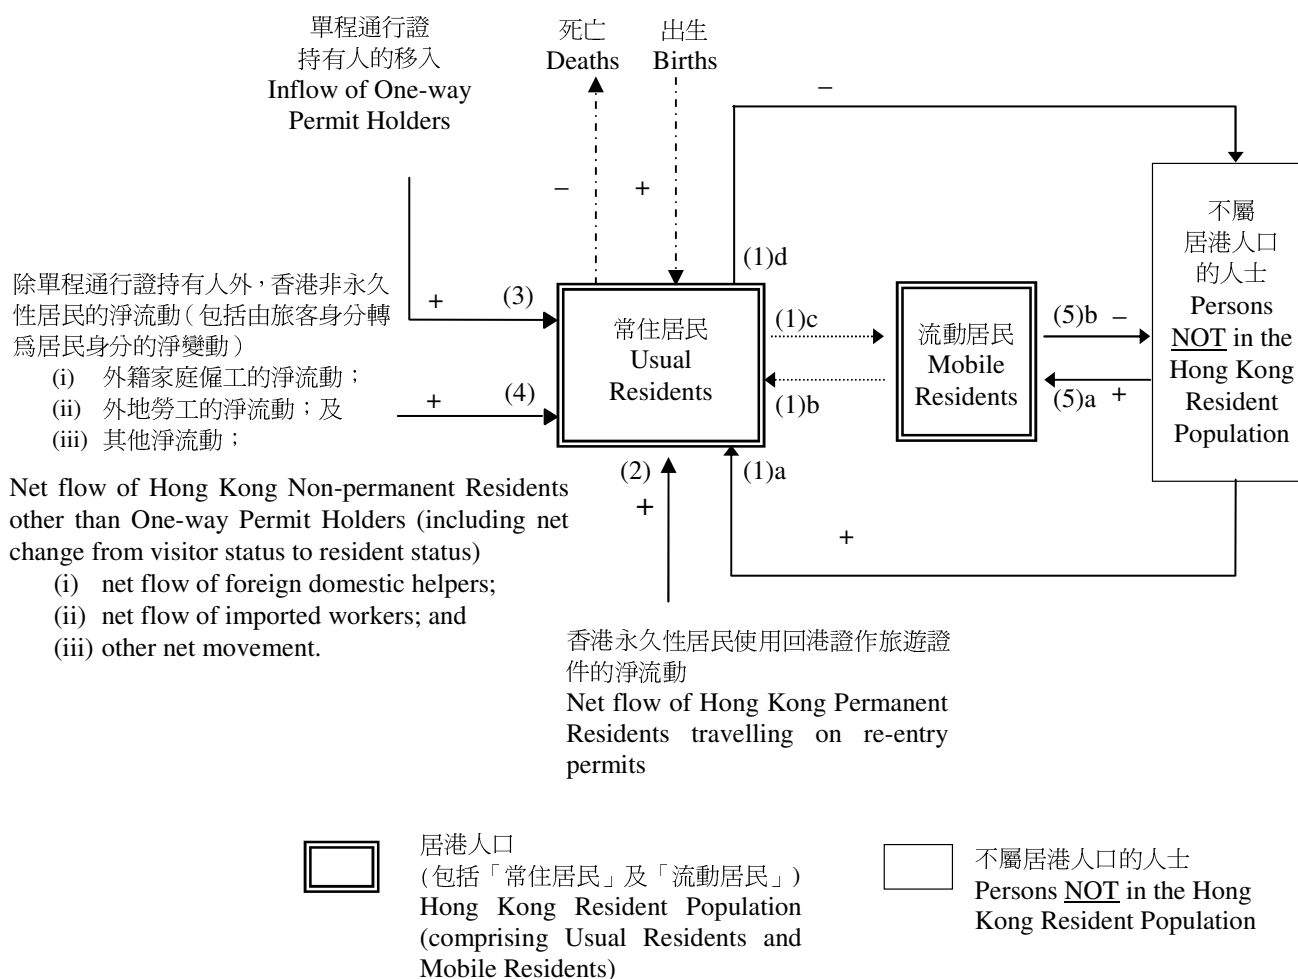 單程通行證
持有人的移入
Inflow of One-way
Permit Holders
死亡
Deaths
出生
Births
–
–
+
不屬
居港人口
的人士
Persons
NOT in the
Hong Kong
Resident
Population
(1)d
除單程通行證持有人外，香港非永久
性居民的淨流動（包括由旅客身分轉
為居民身分的淨變動）
(i) 外籍家庭僱工的淨流動；
(ii) 外地勞工的淨流動；及
(iii) 其他淨流動；
+
(3)
+
(4)
常住居民
Usual
Residents
(1)c
(1)b
流動居民
Mobile
Residents
(5)b
–
(5)a
+
Net flow of Hong Kong Non-permanent Residents
other than One-way Permit Holders (including net
change from visitor status to resident status)
(i) net flow of foreign domestic helpers;
(ii) net flow of imported workers; and
(iii) other net movement.
(2)
+
(1)a
+
香港永久性居民使用回港證作旅遊證
件的淨流動
Net flow of Hong Kong Permanent
Residents travelling on re-entry
permits
居港人口
(包括「常住居民」及「流動居民」)
Hong Kong Resident Population
(comprising Usual Residents and
Mobile Residents)
不屬居港人口的人士
Persons NOT in the Hong
Kong Resident Population